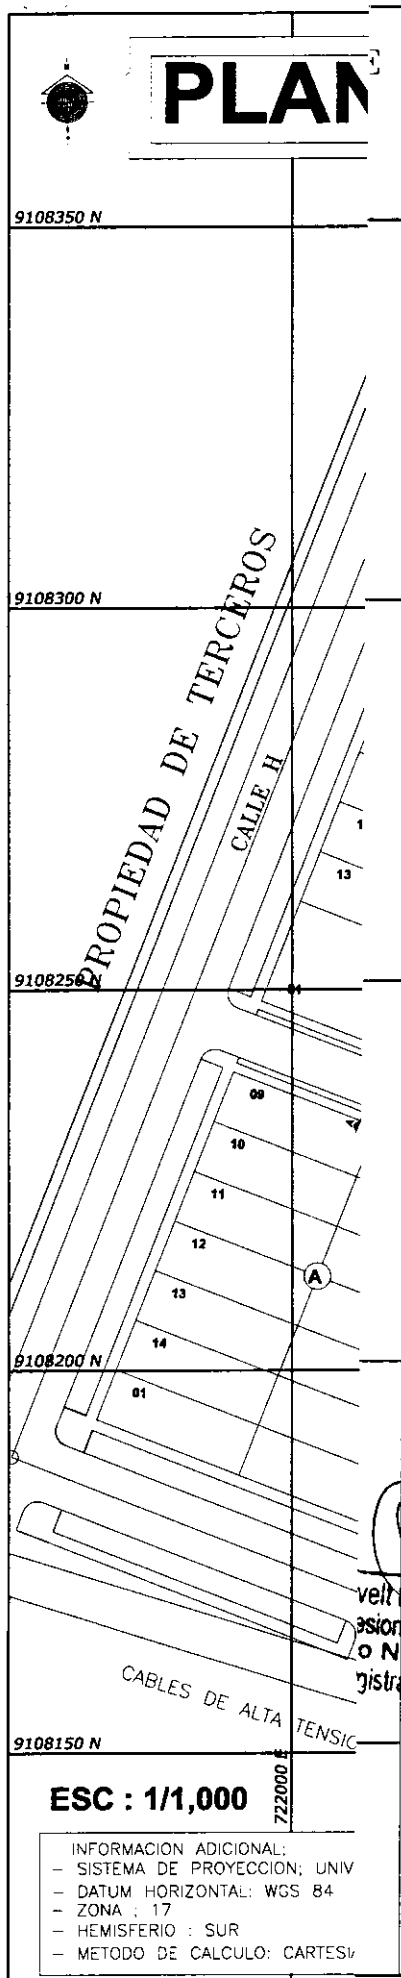 PLAN
9108350 N
9108300 N
PROPIEDAD DE TERCEROS
CALLE H
13
9108250 N
01
09
10
11
12
A
13
14
9108200 N
01
CABLES DE ALTA TENSIC
9108150 N
722000 E
ESC : 1/1,000
INFORMACION ADICIONAL:
- SISTEMA DE PROYECCION; UNIV
- DATUM HORIZONTAL: WGS 84
- ZONA : 17
- HEMISFERIO : SUR
- METODO DE CALCULO: CARTESI